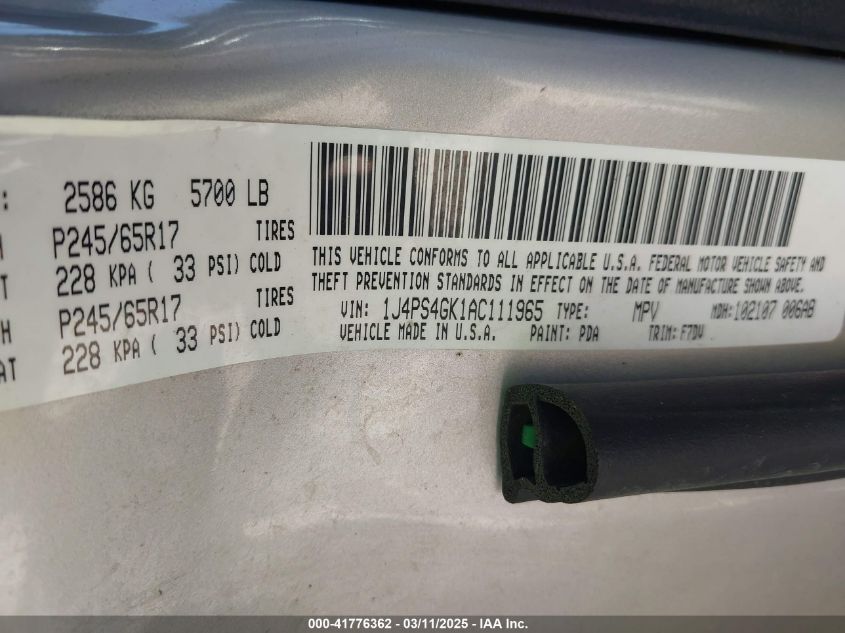 : 2586 KG 5700 LB
H P245/65R17 TIRES
T 228 KPA ( 33 PSI) COLD
H P245/65R17 TIRES
AT 228 KPA ( 33 PSI) COLD
THIS VEHICLE CONFORMS TO ALL APPLICABLE U.S.A. FEDERAL MOTOR VEHICLE SAFETY AND
THEFT PREVENTION STANDARDS IN EFFECT ON THE DATE OF MANUFACTURE SHOWN ABOVE.
VIN: 1J4PS4GK1AC111965 TYPE: MPV MDH: 102107 006AB
VEHICLE MADE IN U.S.A. PAINT: PDA TRIM: F7DV
000-41776362 - 03/11/2025 - IAA Inc.